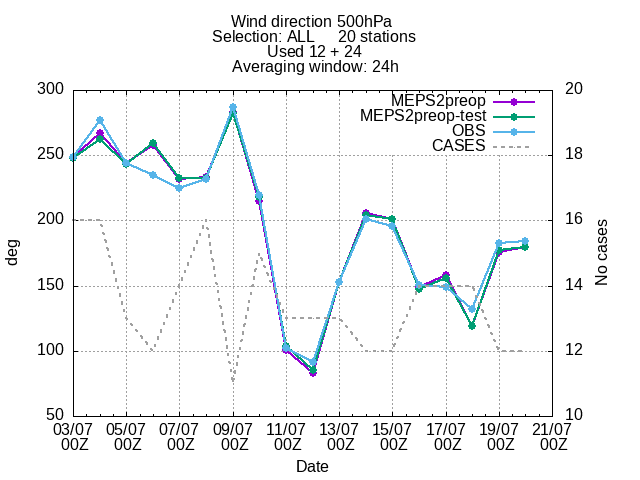 Wind direction 500hPa
Selection: ALL 20 stations
Used 12 + 24
Averaging window: 24h
300 20
MEPS2preop
MEPS2preop-test
OBS
CASES
250 18
200 16
deg
No cases
150 14
100 12
50 10
03/07 05/07 07/07 09/07 11/07 13/07 15/07 17/07 19/07 21/07
00Z 00Z 00Z 00Z 00Z 00Z 00Z 00Z 00Z 00Z
Date